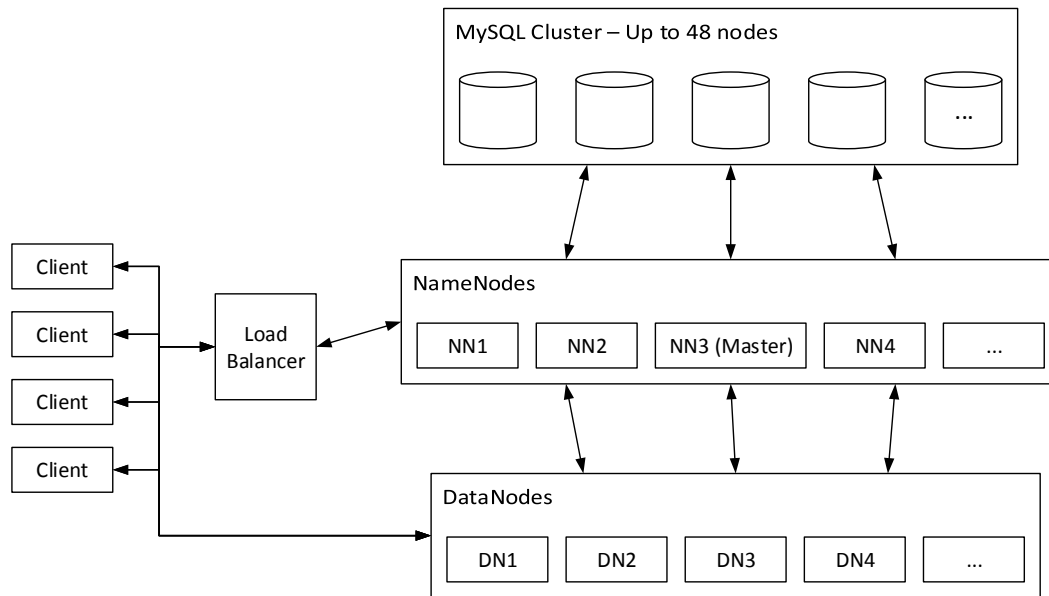 MySQL Cluster – Up to 48 nodes
...
Client
Client
Client
Client
Load
Balancer
NameNodes
NN1
NN2
NN3 (Master)
NN4
...
DataNodes
DN1
DN2
DN3
DN4
...